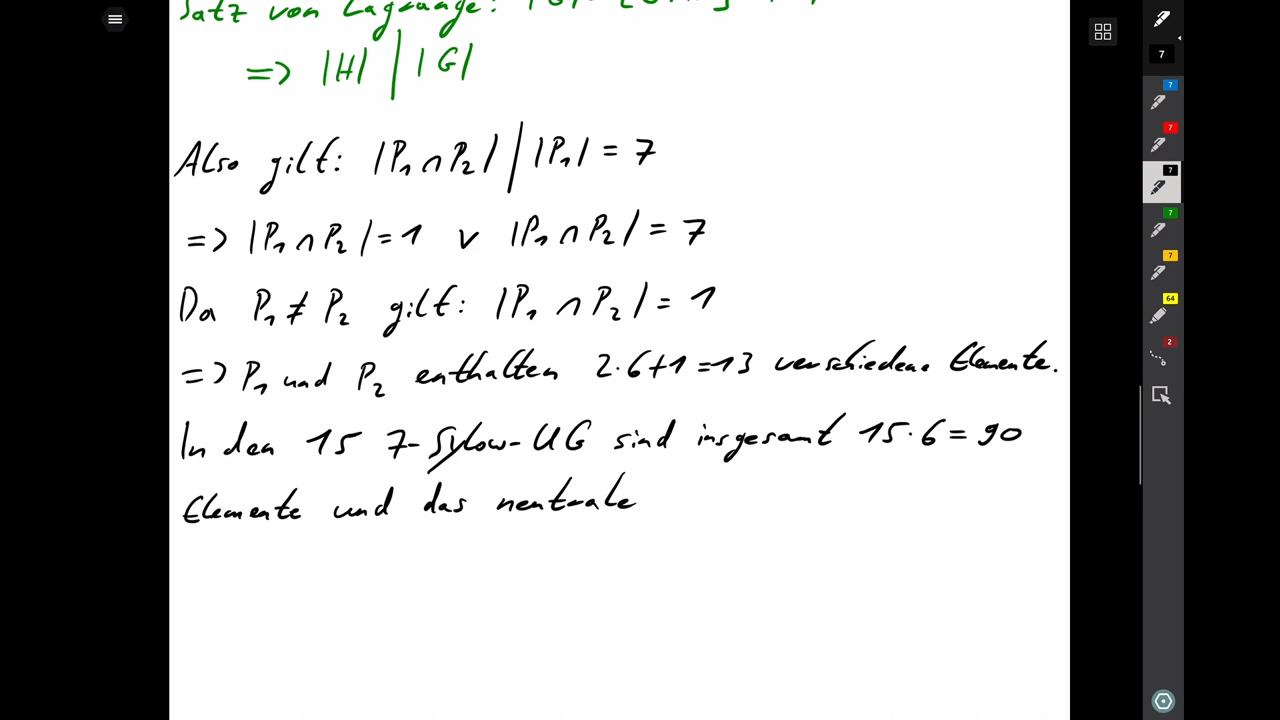 Satz von Lagrange:
=> |H| | |G|
Also gilt: |P₁ ∩ P₂| | |P₁| = 7
=> |P₁ ∩ P₂| = 1 ∨ |P₁ ∩ P₂| = 7
Da P₁ ≠ P₂ gilt: |P₁ ∩ P₂| = 1
=> P₁ und P₂ enthalten 2·6+1=13 verschiedene Elemente.
In den 15 7-Sylow-UG sind insgesamt 15·6=90
Elemente und das neutrale
7
7
7
7
7
7
64
2